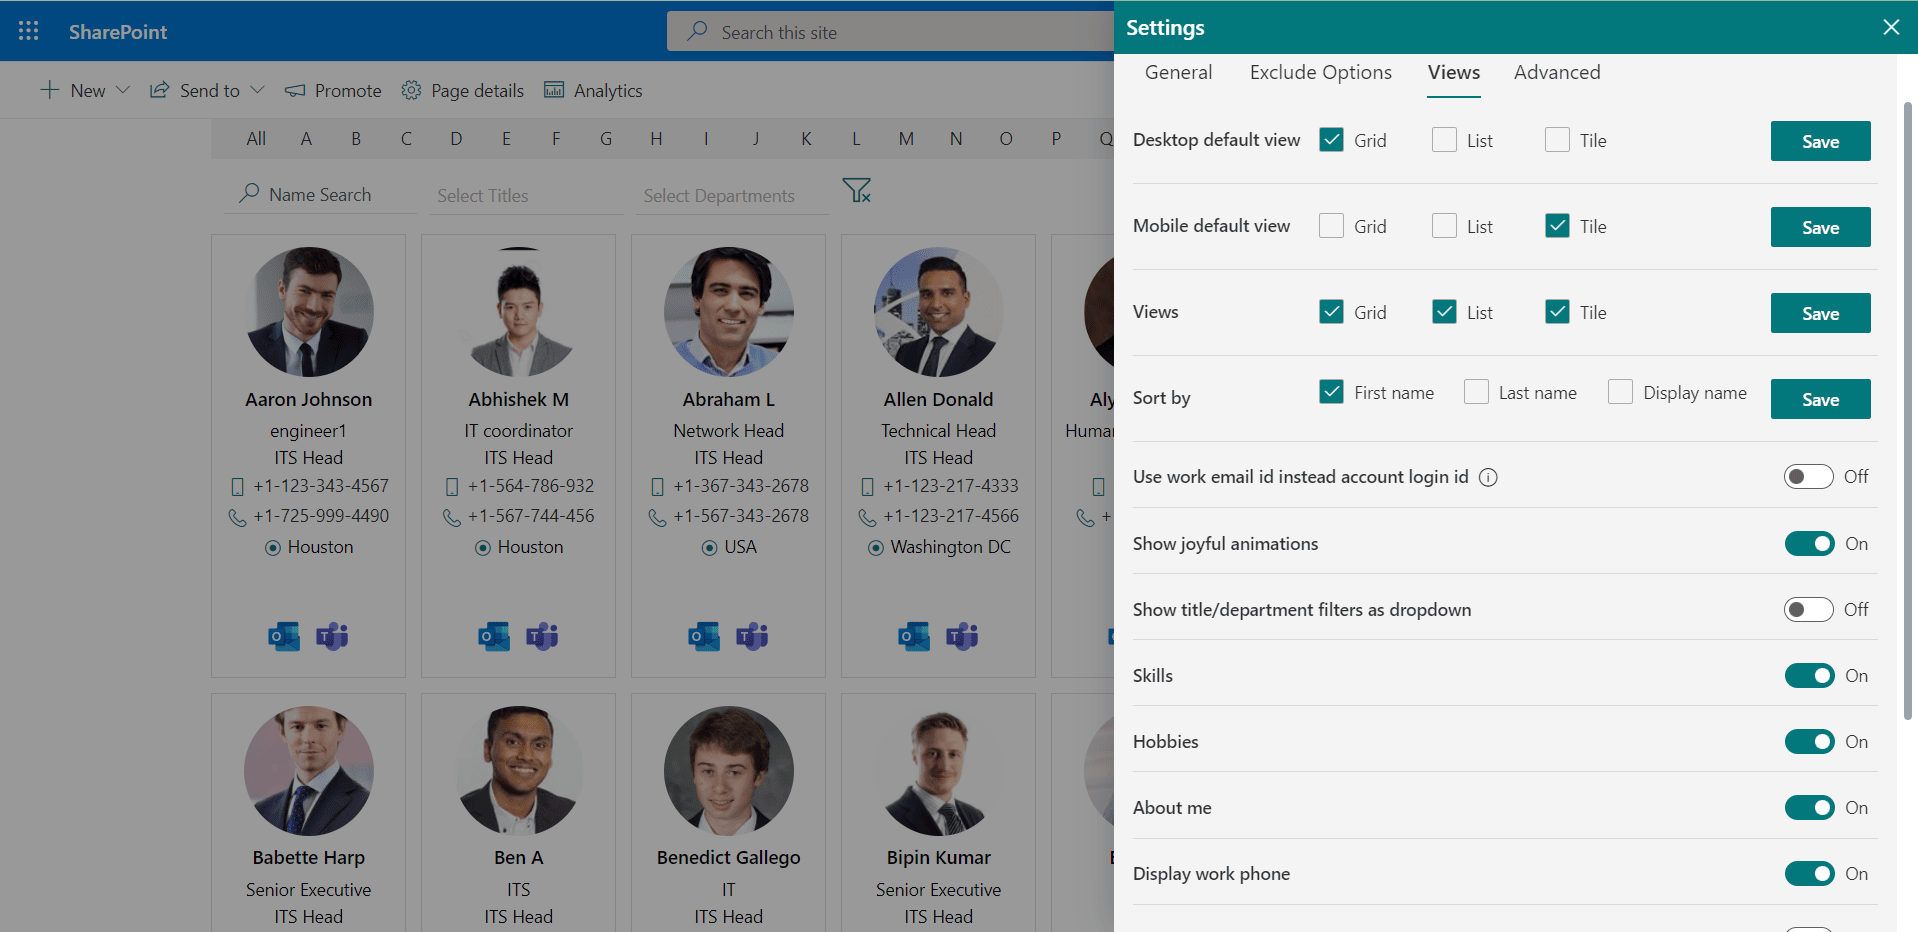 SharePoint
Search this site
New
Send to
Promote
Page details
Analytics
All A B C D E F G H I J K L M N O P Q
Name Search
Select Titles
Select Departments
Aaron Johnson
engineer1
ITS Head
+1-123-343-4567
+1-725-999-4490
Houston
Abhishek M
IT coordinator
ITS Head
+1-564-786-932
+1-567-744-456
Houston
Abraham L
Network Head
ITS Head
+1-367-343-2678
+1-567-343-2678
USA
Allen Donald
Technical Head
ITS Head
+1-123-217-4333
+1-123-217-4566
Washington DC
Babette Harp
Senior Executive
ITS Head
Ben A
ITS
ITS Head
Benedict Gallego
IT
ITS Head
Bipin Kumar
Senior Executive
ITS Head
Settings
General
Exclude Options
Views
Advanced
Desktop default view Grid List Tile Save
Mobile default view Grid List Tile Save
Views Grid List Tile Save
Sort by First name Last name Display name Save
Use work email id instead account login id Off
Show joyful animations On
Show title/department filters as dropdown Off
Skills On
Hobbies On
About me On
Display work phone On